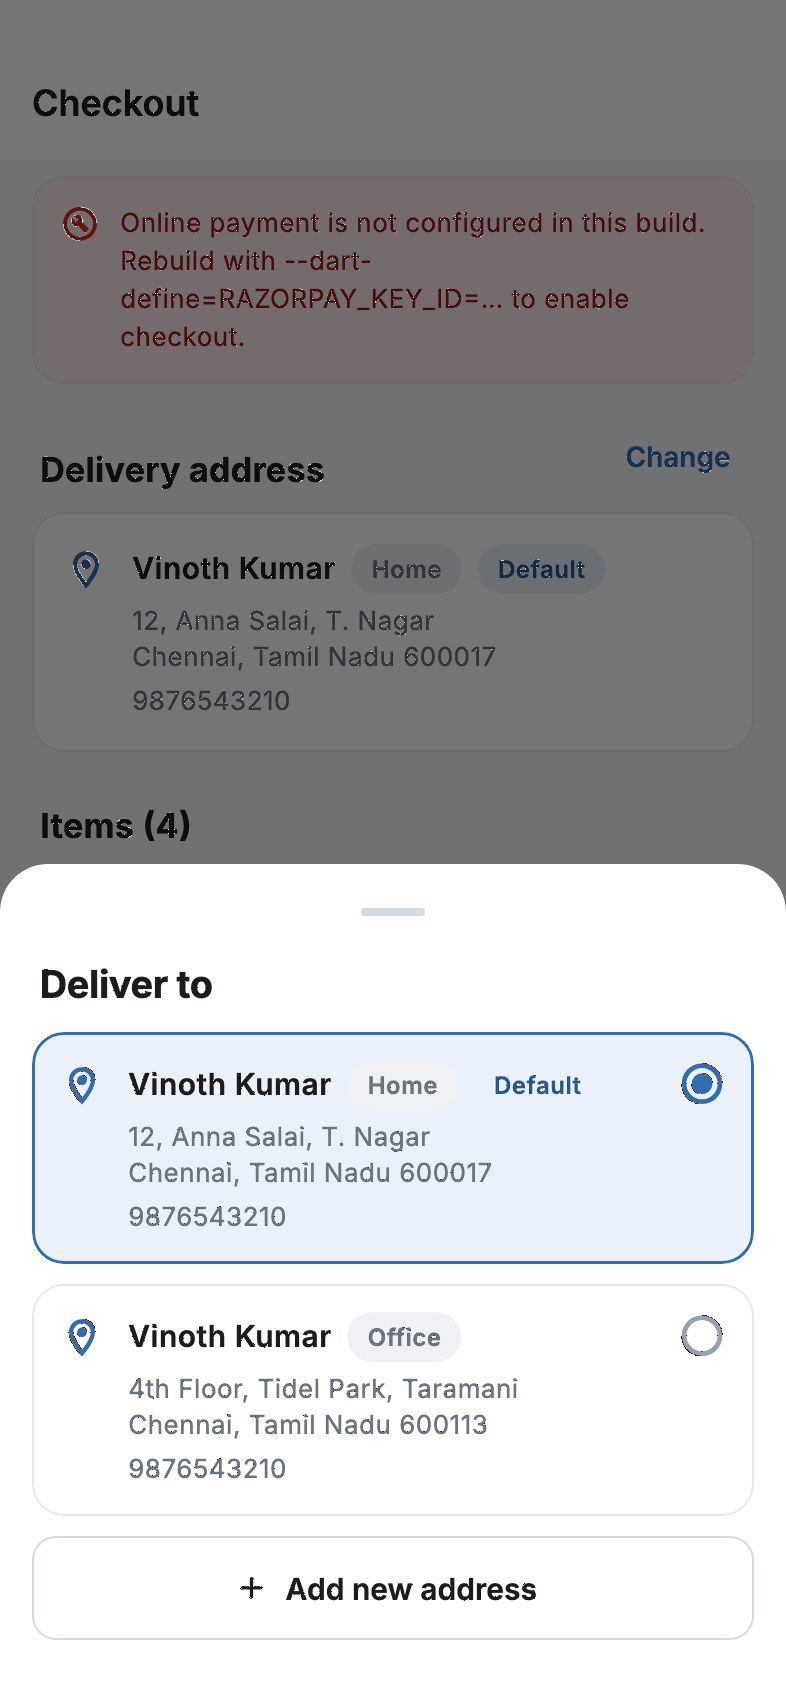 Checkout
Online payment is not configured in this build.
Rebuild with --dart-
define=RAZORPAY_KEY_ID=... to enable
checkout.
Delivery address
Change
Vinoth Kumar Home Default
12, Anna Salai, T. Nagar
Chennai, Tamil Nadu 600017
9876543210
Items (4)
Deliver to
Vinoth Kumar Home Default
12, Anna Salai, T. Nagar
Chennai, Tamil Nadu 600017
9876543210
Vinoth Kumar Office
4th Floor, Tidel Park, Taramani
Chennai, Tamil Nadu 600113
9876543210
+ Add new address